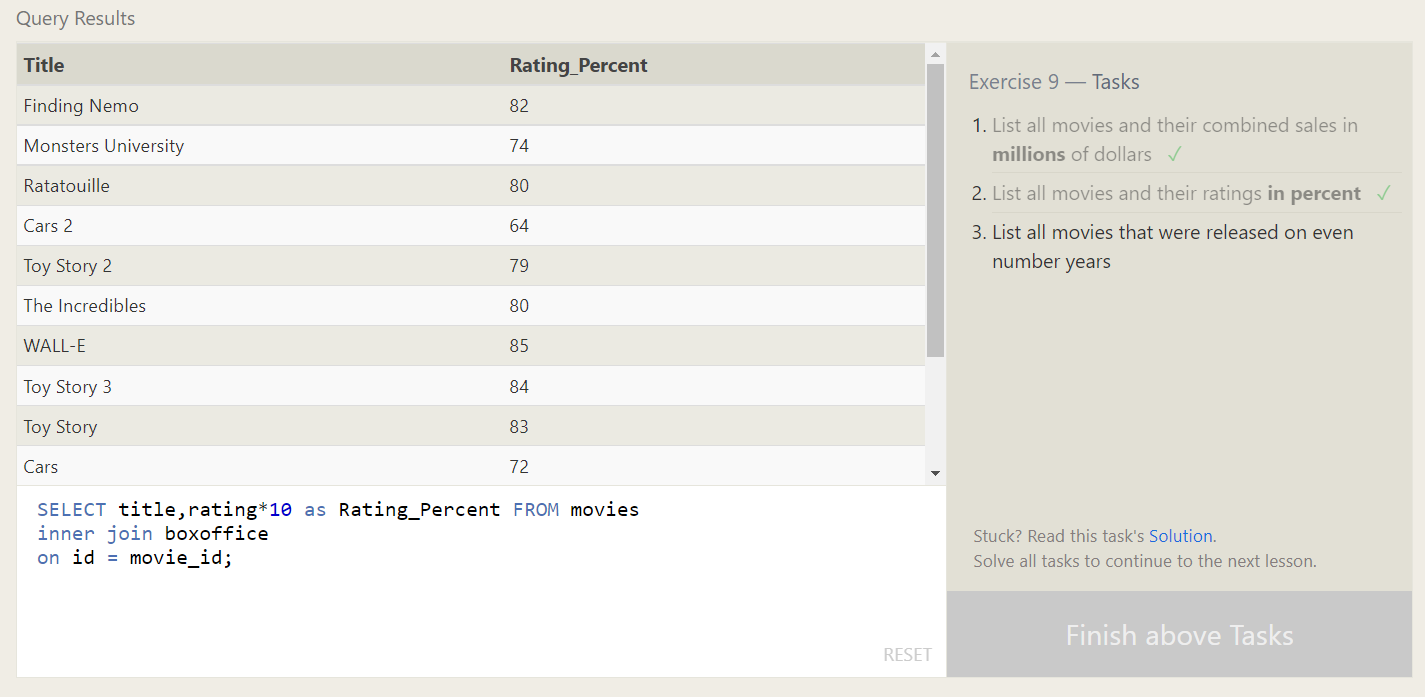 Query Results
Title Rating_Percent
Finding Nemo 82
Monsters University 74
Ratatouille 80
Cars 2 64
Toy Story 2 79
The Incredibles 80
WALL-E 85
Toy Story 3 84
Toy Story 83
Cars 72
SELECT title,rating*10 as Rating_Percent FROM movies
inner join boxoffice
on id = movie_id;
RESET
Exercise 9 — Tasks
1. List all movies and their combined sales in
millions of dollars ✓
2. List all movies and their ratings in percent ✓
3. List all movies that were released on even
number years
Stuck? Read this task's Solution.
Solve all tasks to continue to the next lesson.
Finish above Tasks